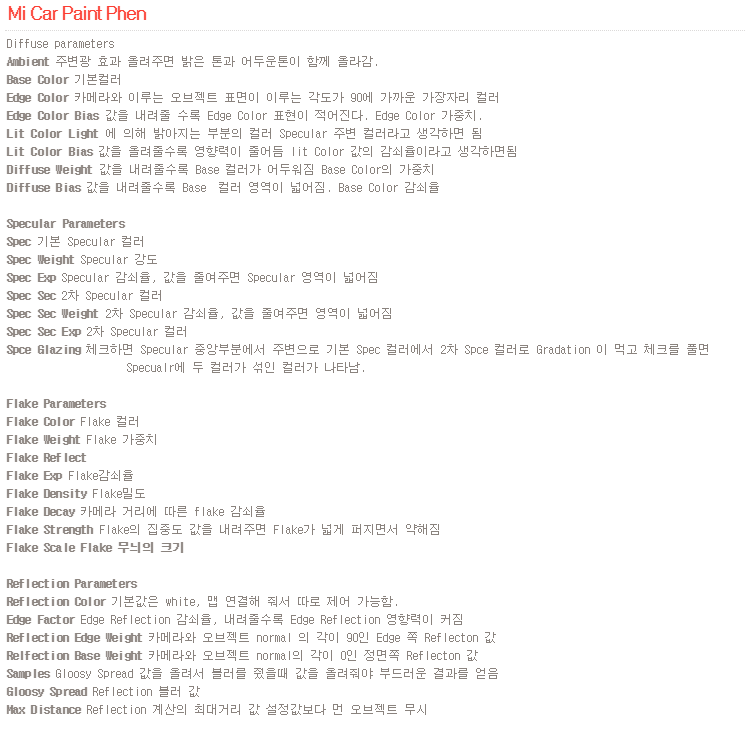 Mi Car Paint Phen
Diffuse parameters
Ambient 주변광 효과 올려주면 밝은 톤과 어두운톤이 함께 올라감.
Base Color 기본컬러
Edge Color 카메라와 이루는 오브젝트 표면이 이루는 각도가 90에 가까운 가장자리 컬러
Edge Color Bias 값을 내려줄 수록 Edge Color 표현이 적어진다. Edge Color 가중치.
Lit Color Light 에 의해 밝아지는 부분의 컬러 Specular 주변 컬러라고 생각하면 됨
Lit Color Bias 값을 올려줄수록 영향력이 줄어듬 lit Color 값의 감쇠율이라고 생각하면됨
Diffuse Weight 값을 내려줄수록 Base 컬러가 어두워짐 Base Color의 가중치
Diffuse Bias 값을 내려줄수록 Base 컬러 영역이 넓어짐. Base Color 감쇠율
Specular Parameters
Spec 기본 Specular 컬러
Spec Weight Specular 강도
Spec Exp Specular 감쇠율, 값을 줄여주면 Specular 영역이 넓어짐
Spec Sec 2차 Specular 컬러
Spec Sec Weight 2차 Specular 감쇠율, 값을 줄여주면 영역이 넓어짐
Spec Sec Exp 2차 Specular 컬러
Spce Glazing 체크하면 Specular 중앙부분에서 주변으로 기본 Spec 컬러에서 2차 Spce 컬러로 Gradation 이 먹고 체크를 풀면
Specualr에 두 컬러가 섞인 컬러가 나타남.
Flake Parameters
Flake Color Flake 컬러
Flake Weight Flake 가중치
Flake Reflect
Flake Exp Flake감쇠율
Flake Density Flake밀도
Flake Decay 카메라 거리에 따른 flake 감쇠율
Flake Strength Flake의 집중도 값을 내려주면 Flake가 넓게 퍼지면서 약해짐
Flake Scale Flake 무늬의 크기
Reflection Parameters
Reflection Color 기본값은 white, 맵 연결해 줘서 따로 제어 가능함.
Edge Factor Edge Reflection 감쇠율, 내려줄수록 Edge Reflection 영향력이 커짐
Reflection Edge Weight 카메라와 오브젝트 normal 의 각이 90인 Edge 쪽 Reflecton 값
Relfection Base Weight 카메라와 오브젝트 normal의 각이 0인 정면쪽 Reflecton 값
Samples Gloosy Spread 값을 올려서 블러를 줬을때 값을 올려줘야 부드러운 결과를 얻음
Gloosy Spread Reflection 블러 값
Max Distance Reflection 계산의 최대거리 값 설정값보다 먼 오브젝트 무시